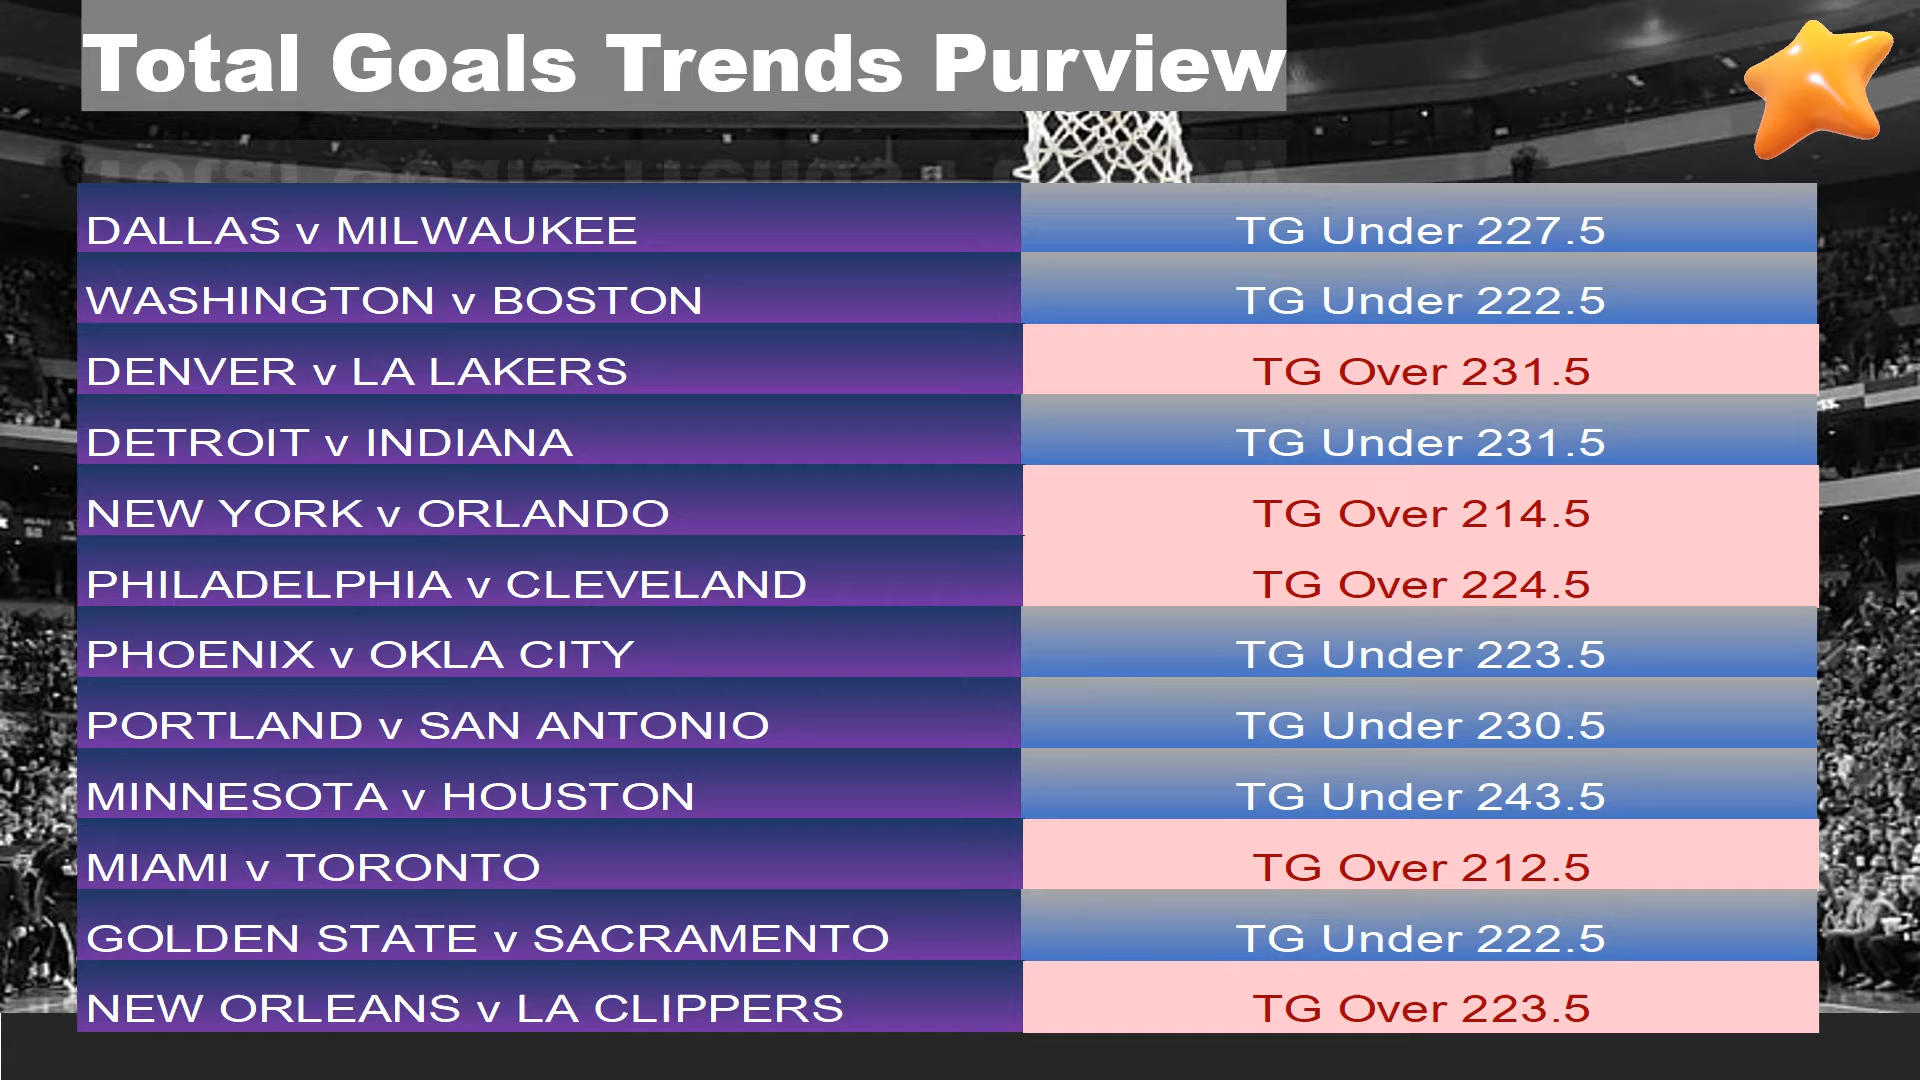 Total Goals Trends Purview
DALLAS v MILWAUKEE TG Under 227.5
WASHINGTON v BOSTON TG Under 222.5
DENVER v LA LAKERS TG Over 231.5
DETROIT v INDIANA TG Under 231.5
NEW YORK v ORLANDO TG Over 214.5
PHILADELPHIA v CLEVELAND TG Over 224.5
PHOENIX v OKLA CITY TG Under 223.5
PORTLAND v SAN ANTONIO TG Under 230.5
MINNESOTA v HOUSTON TG Under 243.5
MIAMI v TORONTO TG Over 212.5
GOLDEN STATE v SACRAMENTO TG Under 222.5
NEW ORLEANS v LA CLIPPERS TG Over 223.5